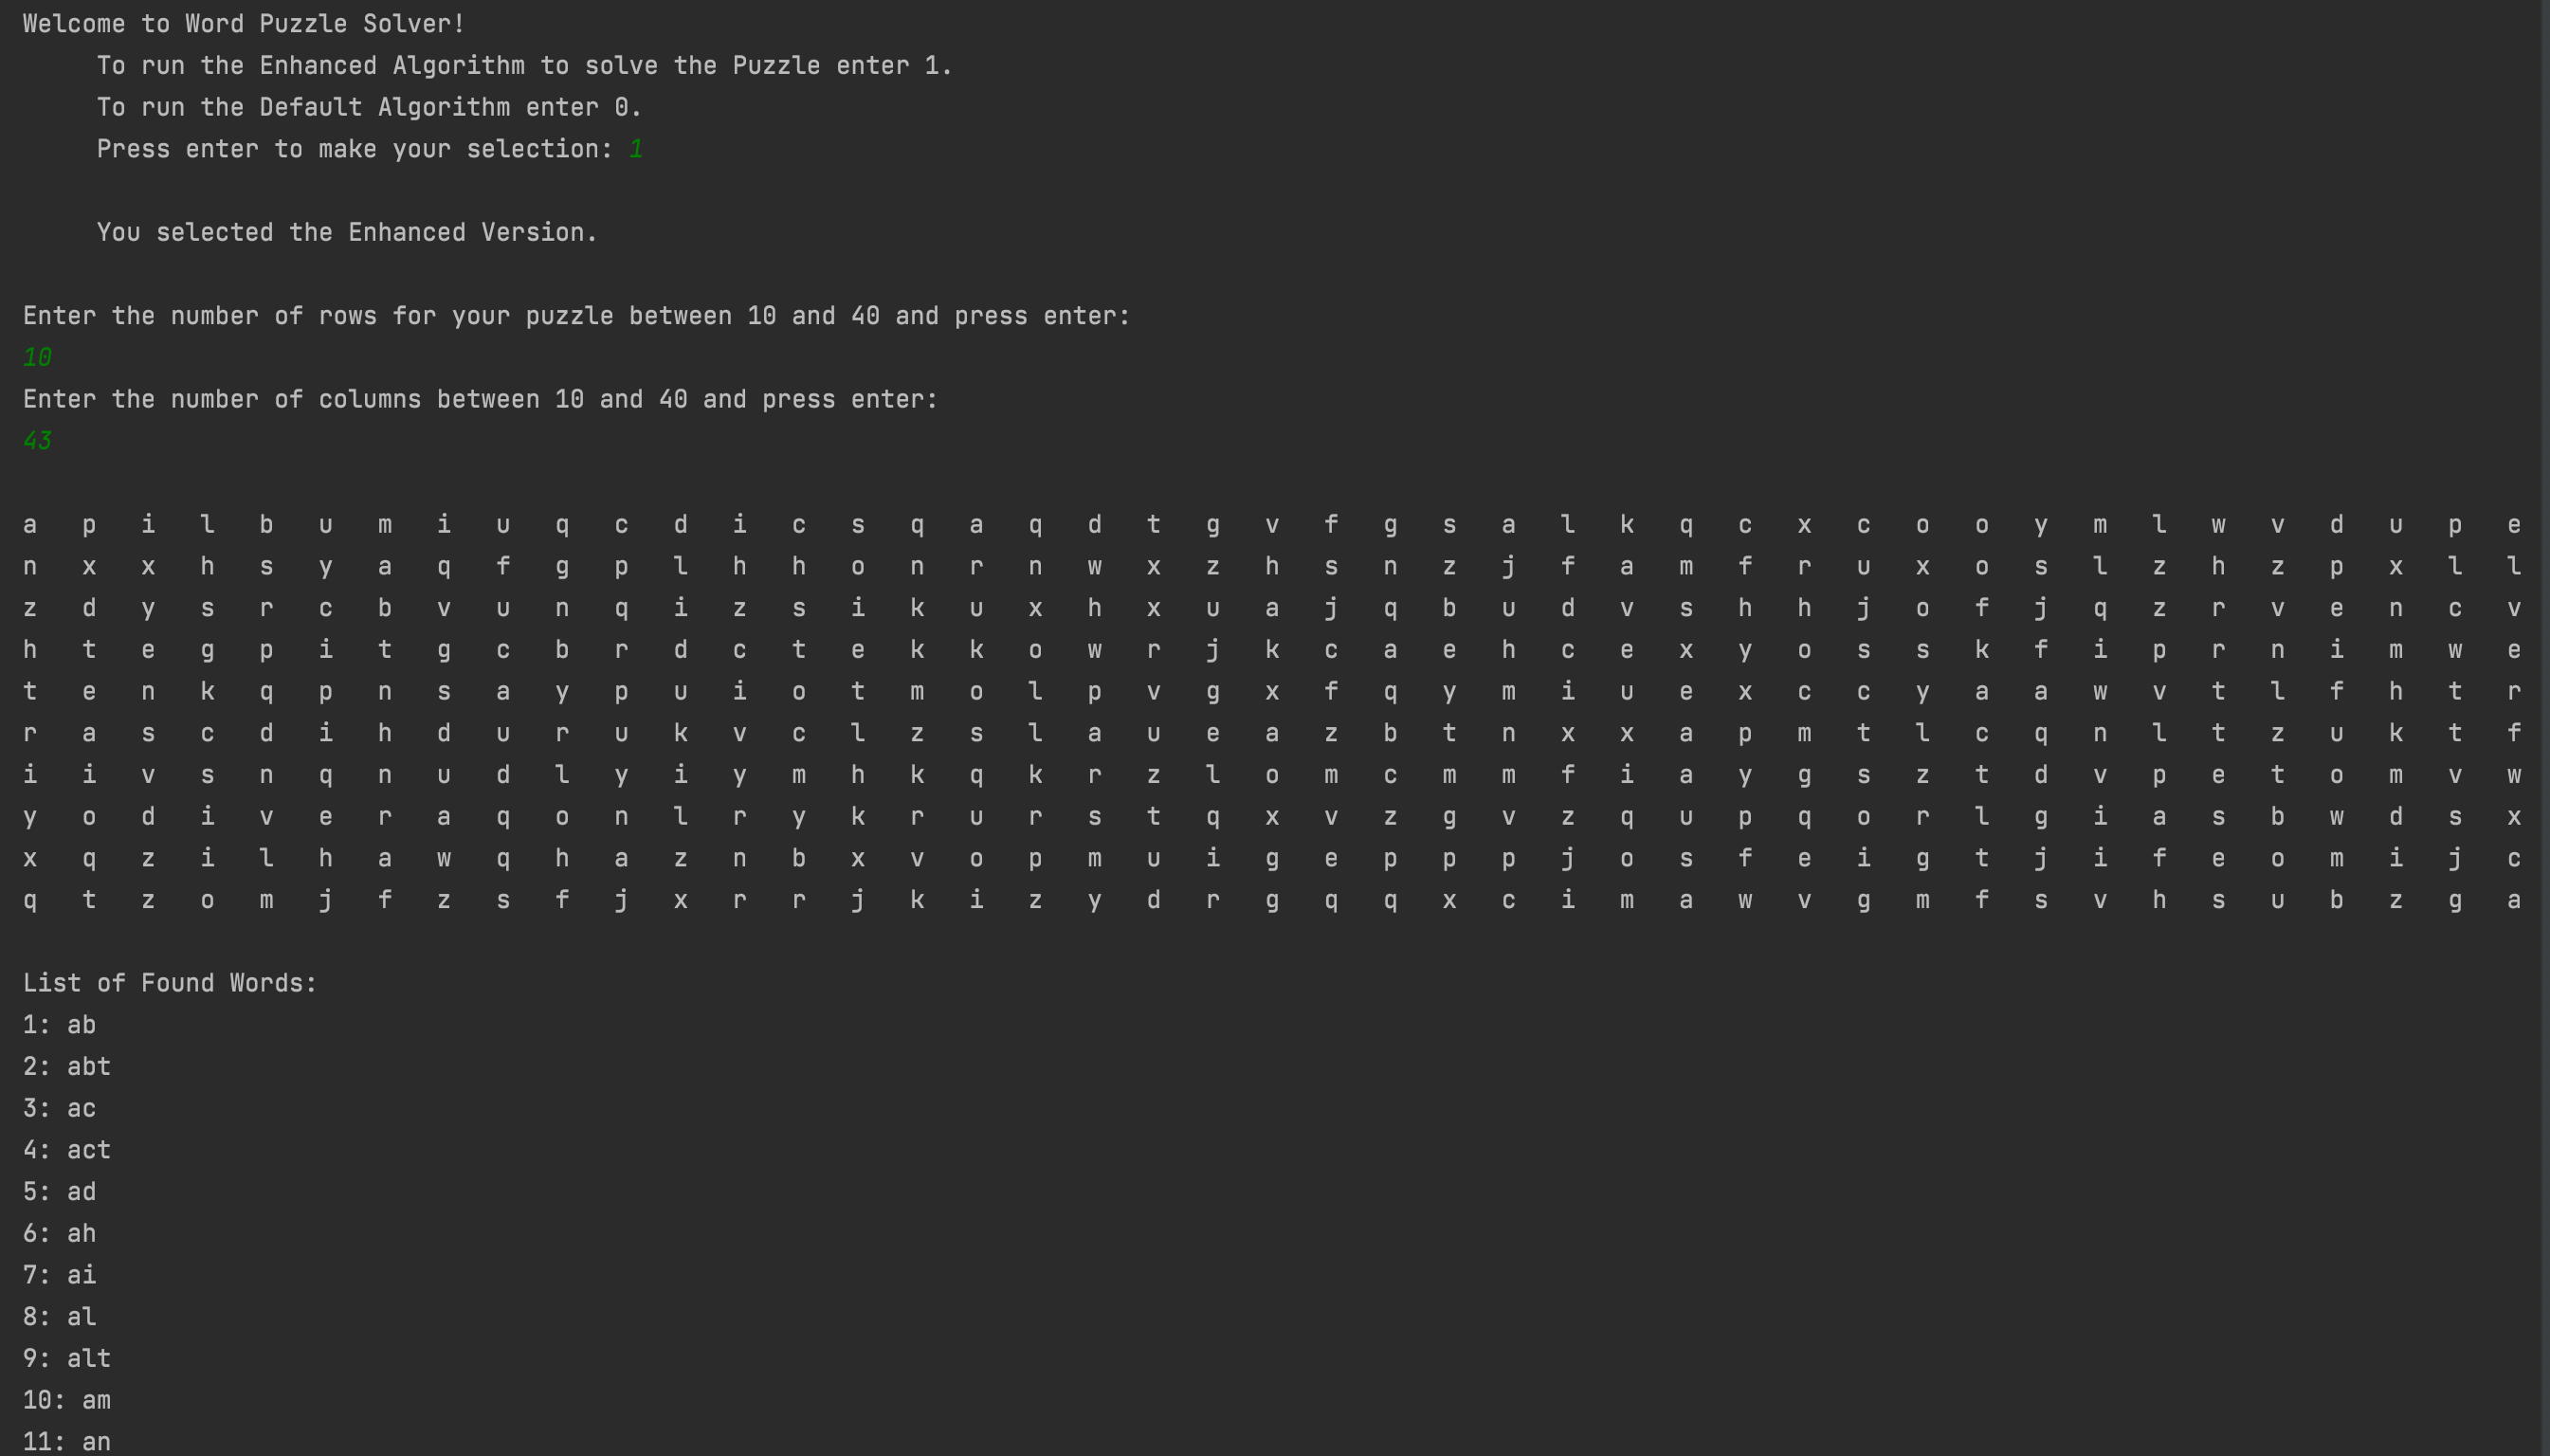 Welcome to Word Puzzle Solver!
To run the Enhanced Algorithm to solve the Puzzle enter 1.
To run the Default Algorithm enter 0.
Press enter to make your selection: 1
You selected the Enhanced Version.
Enter the number of rows for your puzzle between 10 and 40 and press enter:
10
Enter the number of columns between 10 and 40 and press enter:
43
a p i l b u m i u q c d i c s q a q d t g v f g s a l k q c x c o o y m l w v d u p e
n x x h s y a q f g p l h h o n r n w x z h s n z j f a m f r u x o s l z h z p x l l
z d y s r c b v u n q i z s i k u x h x u a j q b u d v s h h j o f j q z r v e n c v
h t e g p i t g c b r d c t e k k o w r j k c a e h c e x y o s s k f i p r n i m w e
t e n k q p n s a y p u i o t m o l p v g x f q y m i u e x c c y a a w v t l f h t r
r a s c d i h d u r u k v c l z s l a u e a z b t n x x a p m t l c q n l t z u k t f
i i v s n q n u d l y i y m h k q k r z l o m c m m f i a y g s z t d v p e t o m v w
y o d i v e r a q o n l r y k r u r s t q x v z g v z q u p q o r l g i a s b w d s x
x q z i l h a w q h a z n b x v o p m u i g e p p p j o s f e i g t j i f e o m i j c
q t z o m j f z s f j x r r j k i z y d r g q q x c i m a w v g m f s v h s u b z g a
List of Found Words:
1: ab
2: abt
3: ac
4: act
5: ad
6: ah
7: ai
8: al
9: alt
10: am
11: an